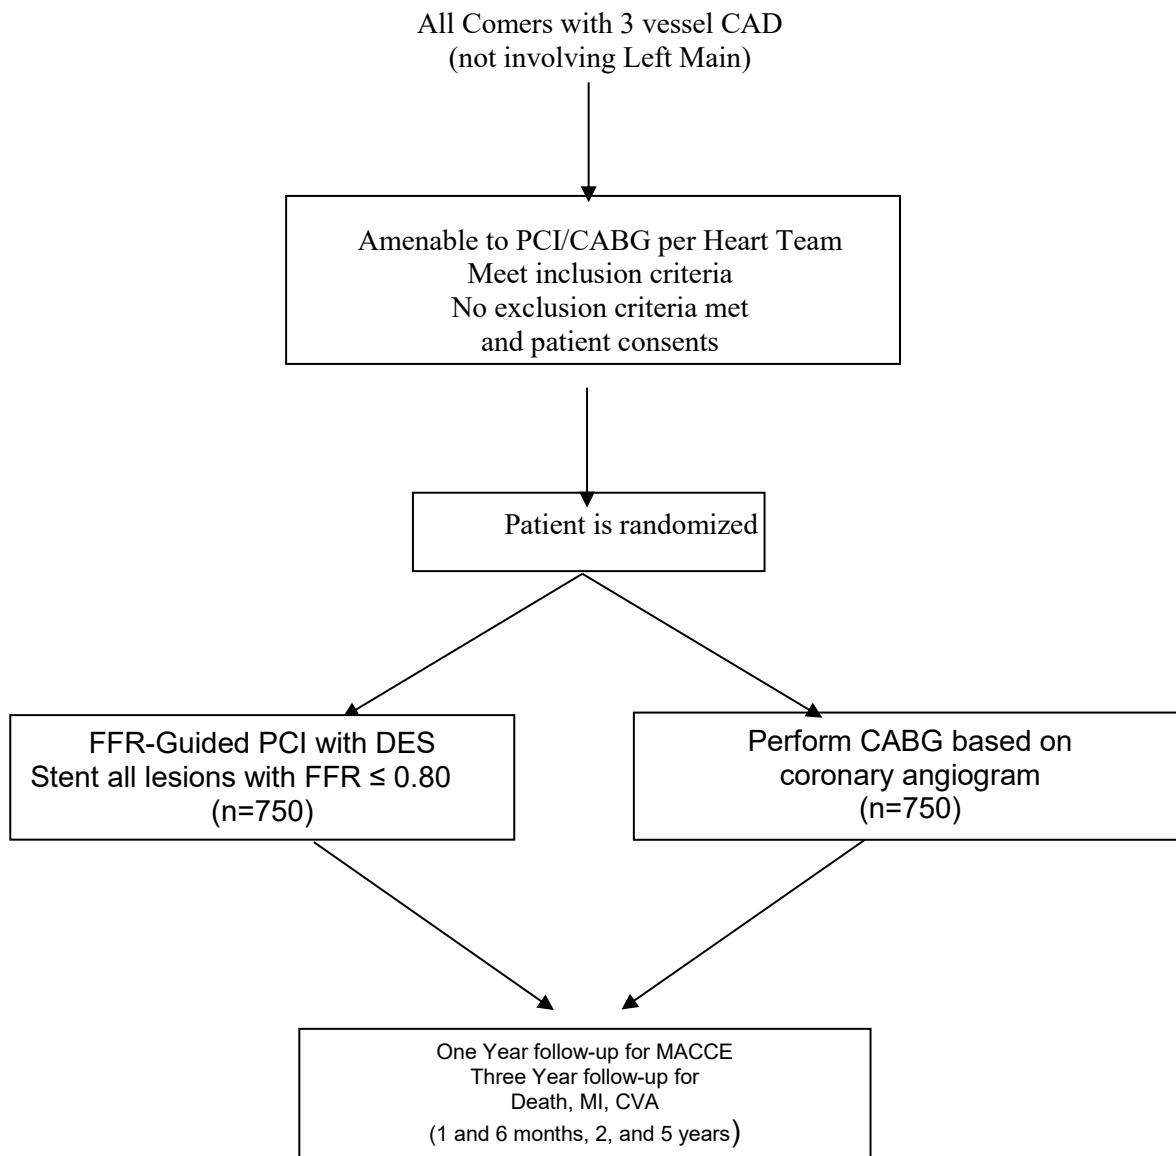 All Comers with 3 vessel CAD
(not involving Left Main)
Amenable to PCI/CABG per Heart Team
Meet inclusion criteria
No exclusion criteria met
and patient consents
Patient is randomized
FFR-Guided PCI with DES
Stent all lesions with FFR ≤ 0.80
(n=750)
Perform CABG based on
coronary angiogram
(n=750)
One Year follow-up for MACCE
Three Year follow-up for
Death, MI, CVA
(1 and 6 months, 2, and 5 years)